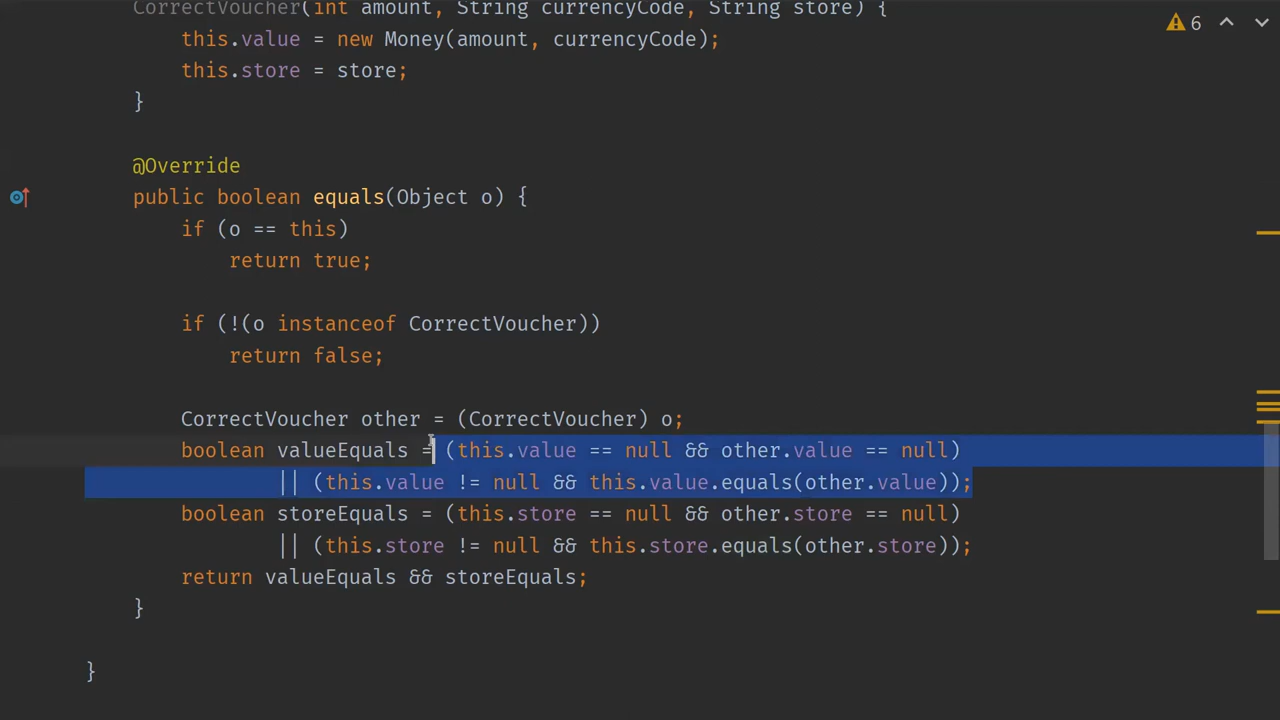 CorrectVoucher(int amount, String currencyCode, String store) {
6
this.value = new Money(amount, currencyCode);
this.store = store;
}
@Override
public boolean equals(Object o) {
if (o == this)
return true;
if (!(o instanceof CorrectVoucher))
return false;
CorrectVoucher other = (CorrectVoucher) o;
boolean valueEquals = (this.value == null && other.value == null)
|| (this.value != null && this.value.equals(other.value));
boolean storeEquals = (this.store == null && other.store == null)
|| (this.store != null && this.store.equals(other.store));
return valueEquals && storeEquals;
}
}